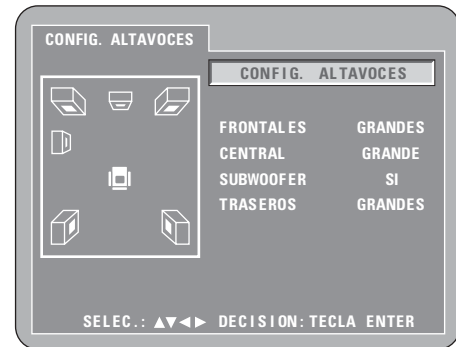 CONFIG. ALTAVOCES
CONFIG. ALTAVOCES
FRONTALES GRANDES
CENTRAL GRANDE
SUBWOOFER SI
TRASEROS GRANDES
SELEC.: ▲▼◄► DECISION: TECLA ENTER